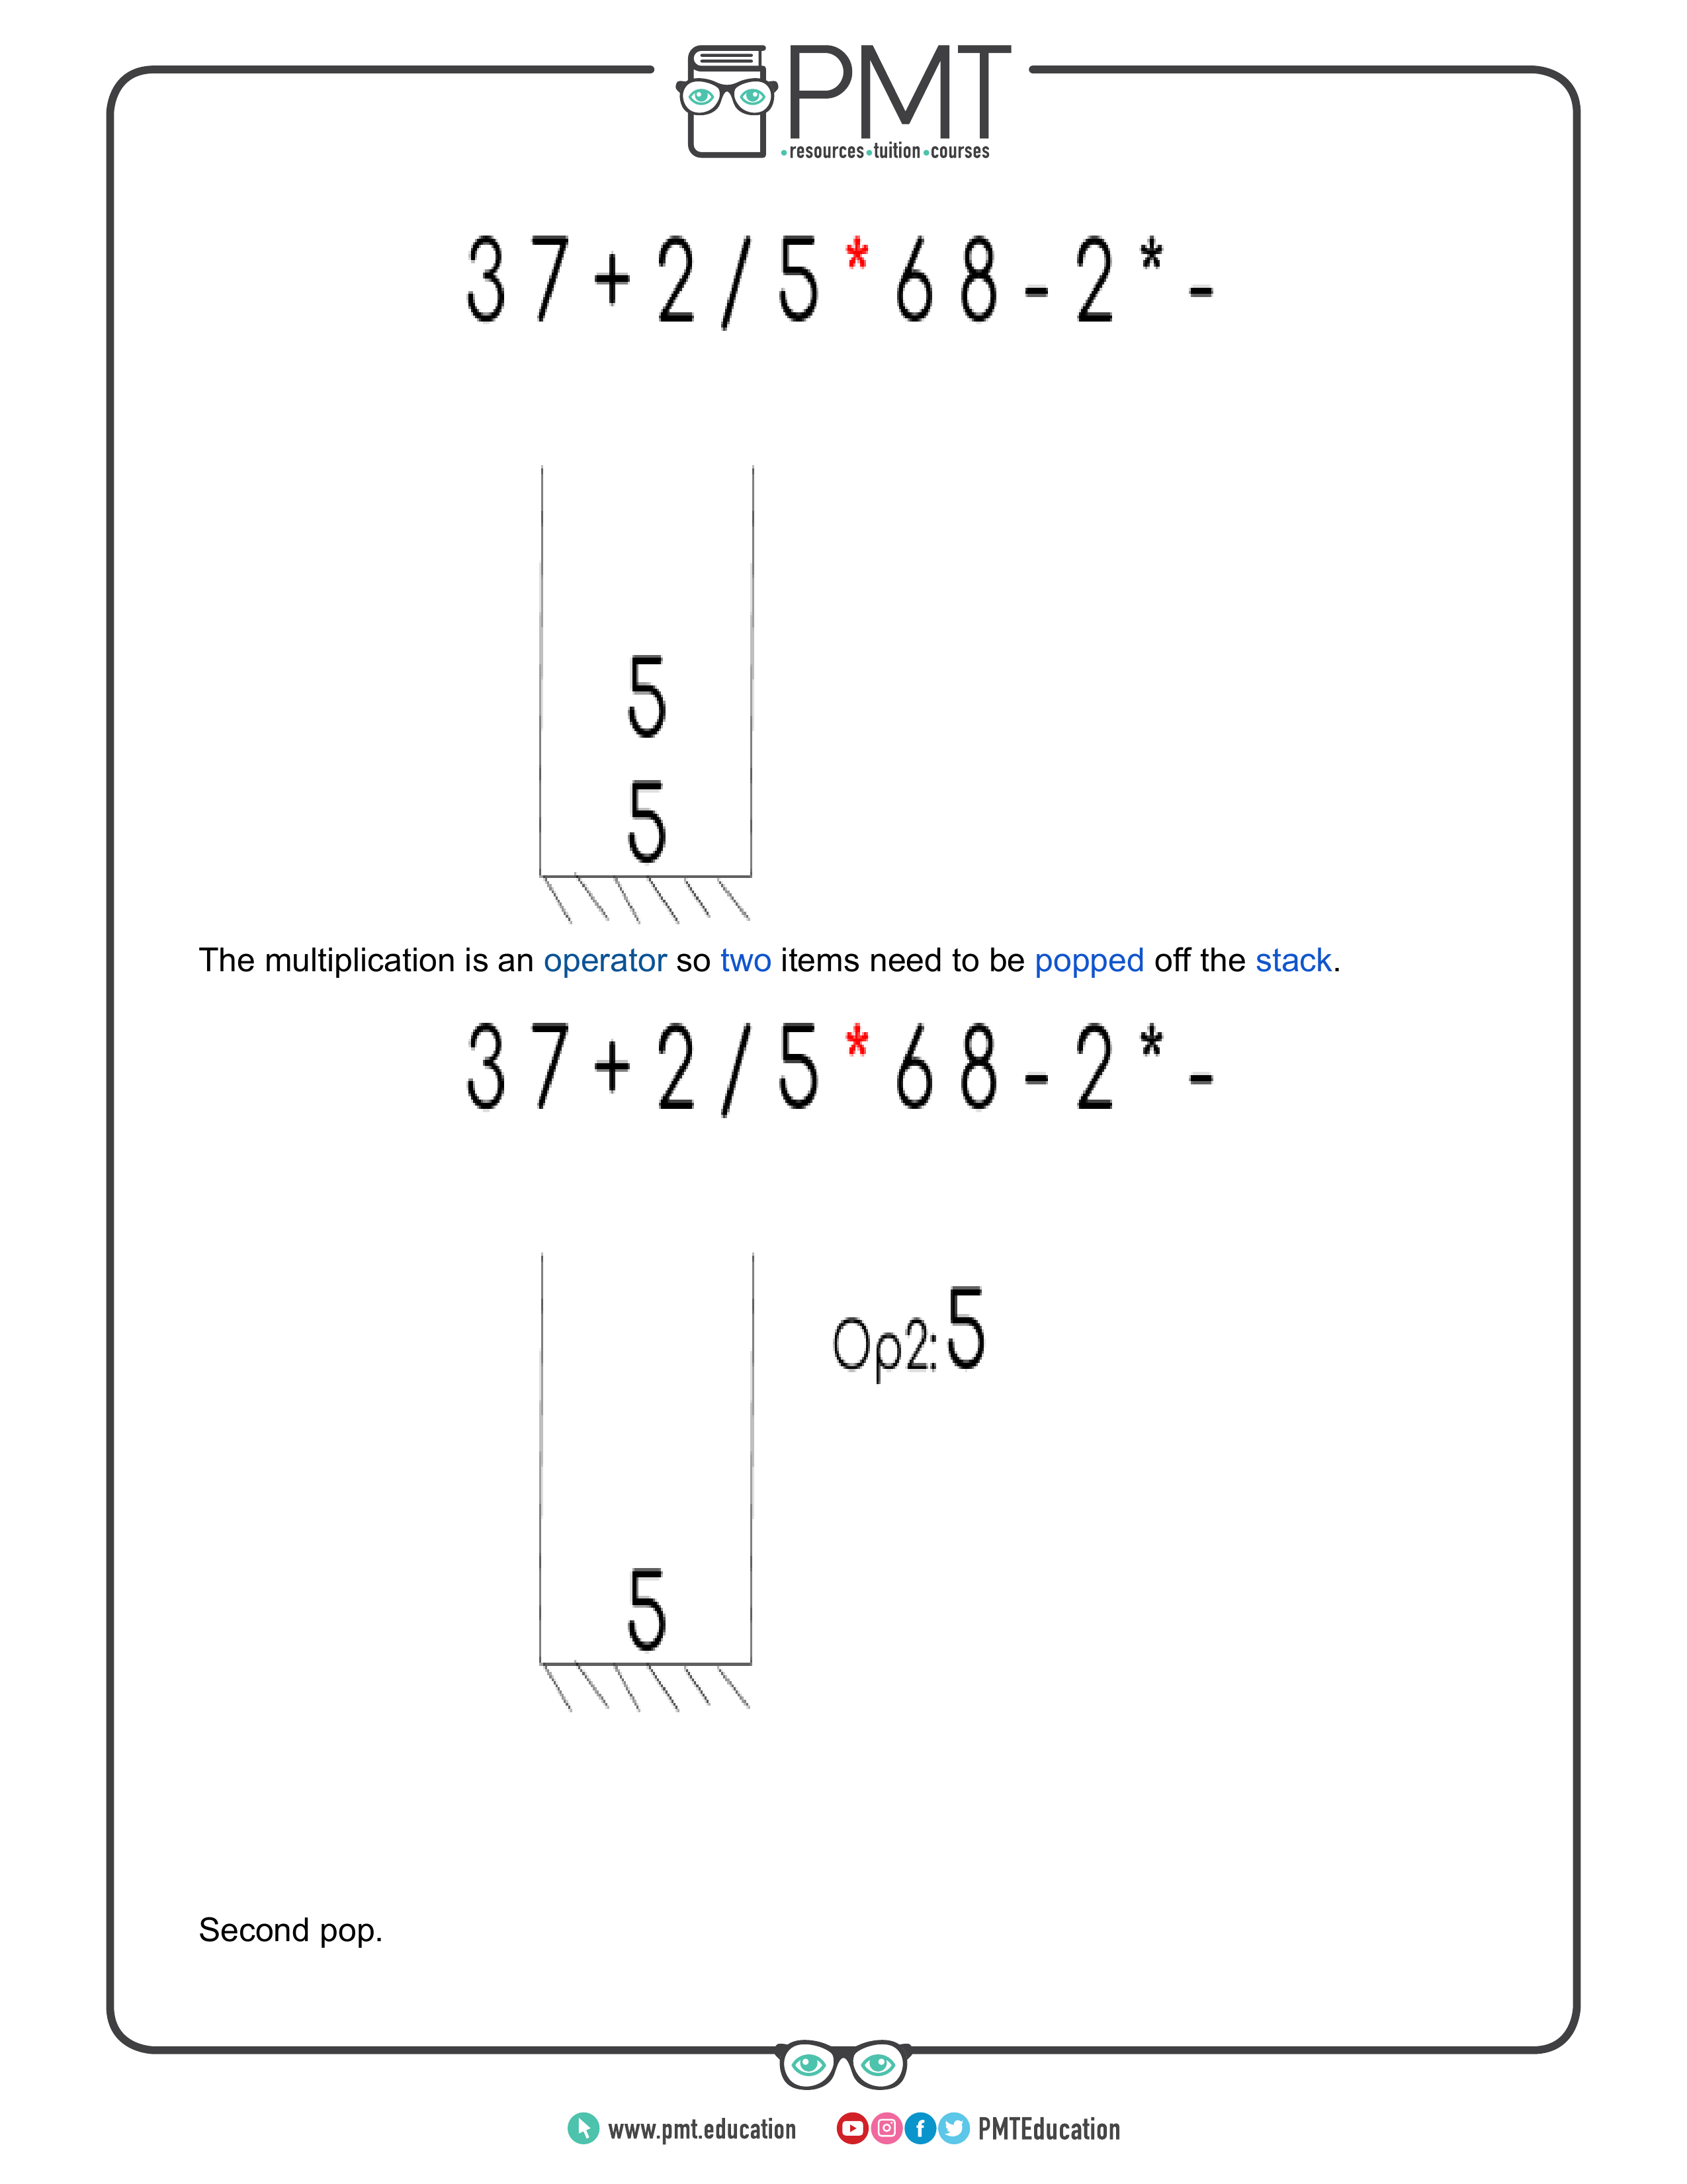 PMT
•resources•tuition•courses
3 7 + 2 / 5 * 6 8 - 2 * -
5
5
The multiplication is an operator so two items need to be popped off the stack.
3 7 + 2 / 5 * 6 8 - 2 * -
Op2: 5
5
Second pop.
www.pmt.education PMTEducation